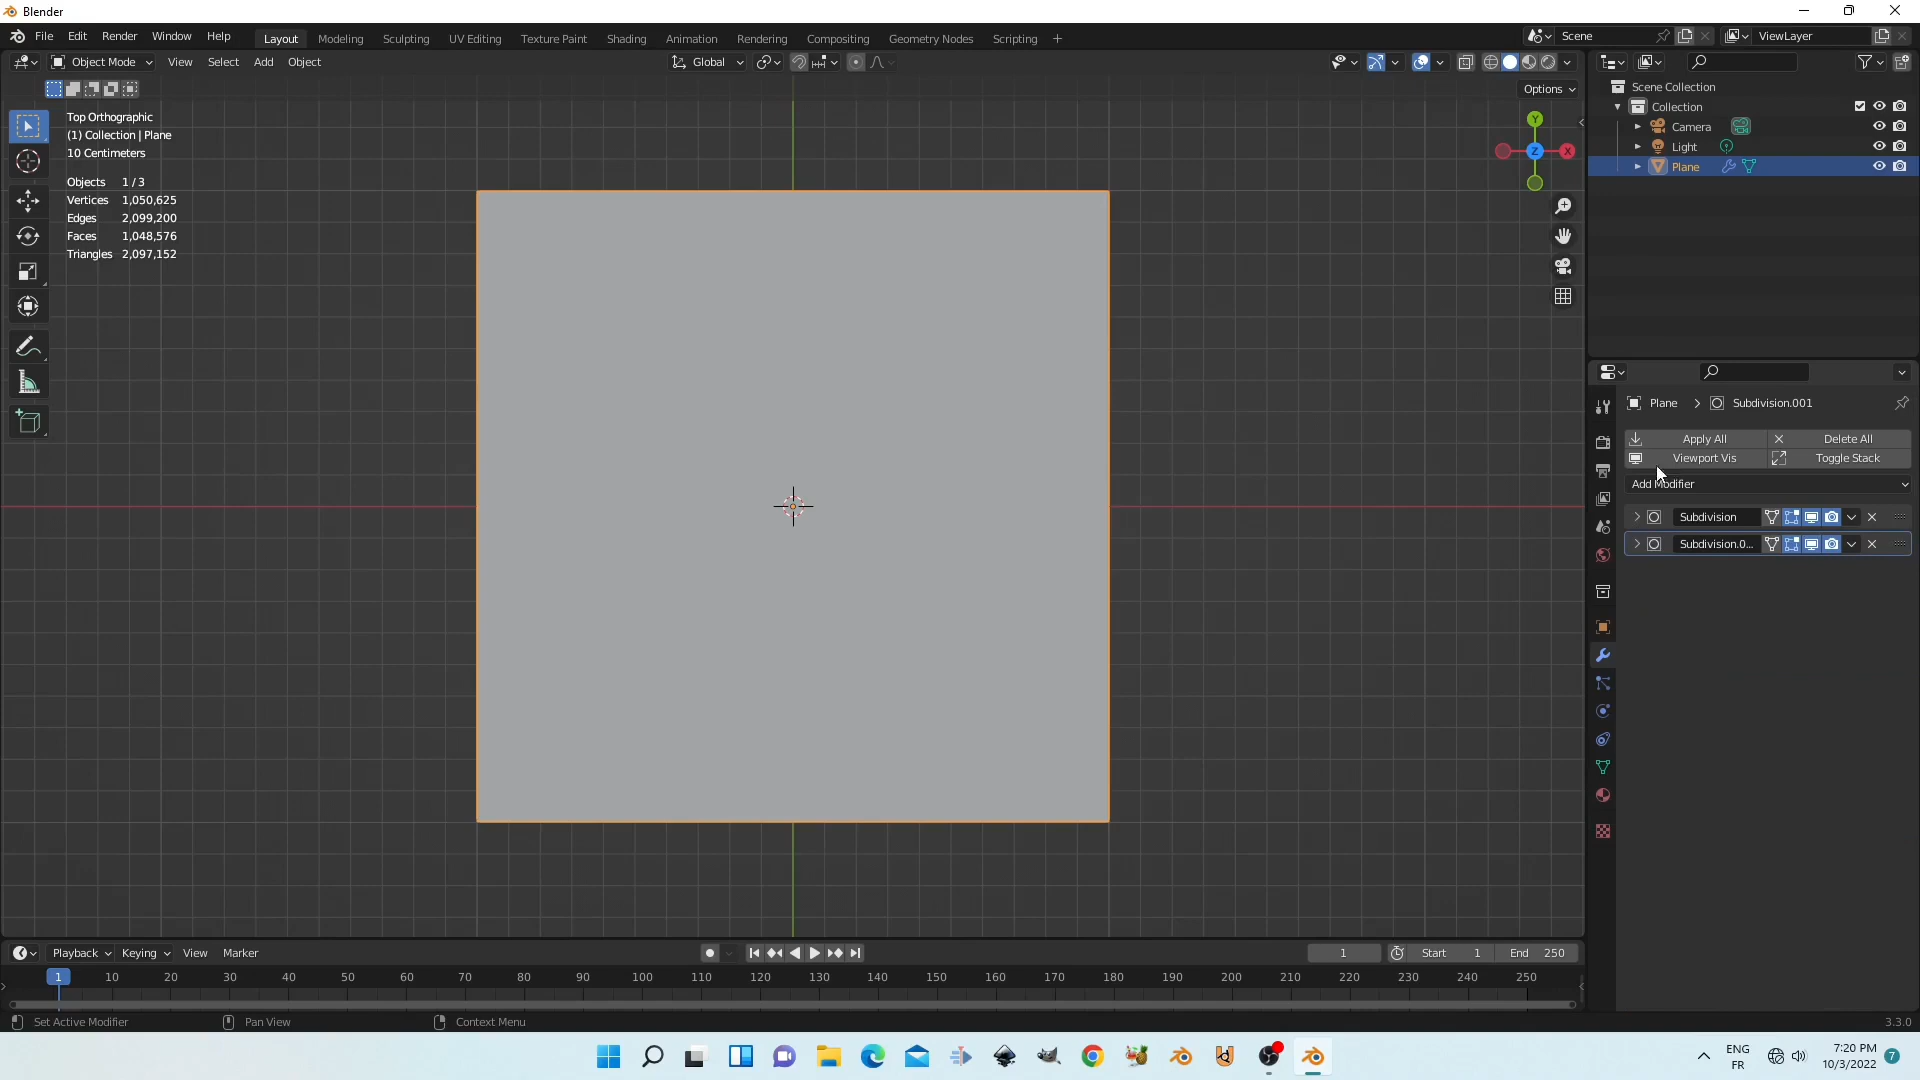 Blender
File Edit Render Window Help Layout Modeling Sculpting UV Editing Texture Paint Shading Animation Rendering Compositing Geometry Nodes Scripting + Scene ViewLayer
Object Mode View Select Add Object Global
Options
Top Orthographic
(1) Collection | Plane
10 Centimeters
Objects 1 / 3
Vertices 1,050,625
Edges 2,099,200
Faces 1,048,576
Triangles 2,097,152
Y
Z X
Scene Collection
Collection
Camera
Light
Plane
Plane > Subdivision.001
Apply All Delete All
Viewport Vis Toggle Stack
Add Modifier
Subdivision
Subdivision.0...
Playback Keying View Marker 1 Start 1 End 250
1 10 20 30 40 50 60 70 80 90 100 110 120 130 140 150 160 170 180 190 200 210 220 230 240 250
Set Active Modifier Pan View Context Menu 3.3.0
ENG
FR
7:20 PM
10/3/2022
7